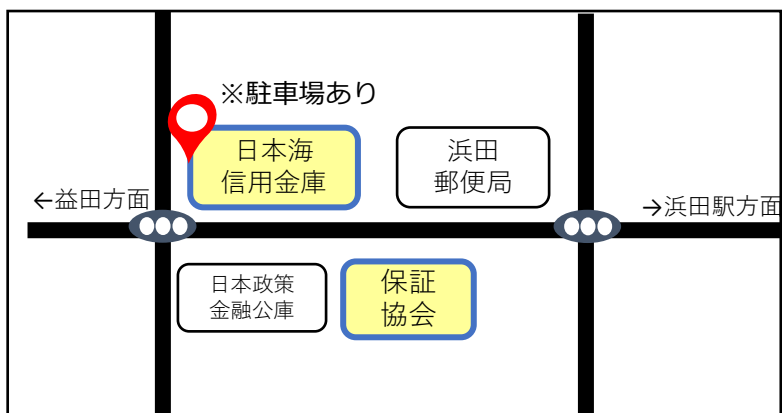 ※駐車場あり
日本海
信用金庫
浜田
郵便局
←益田方面
→浜田駅方面
日本政策
金融公庫
保証
協会